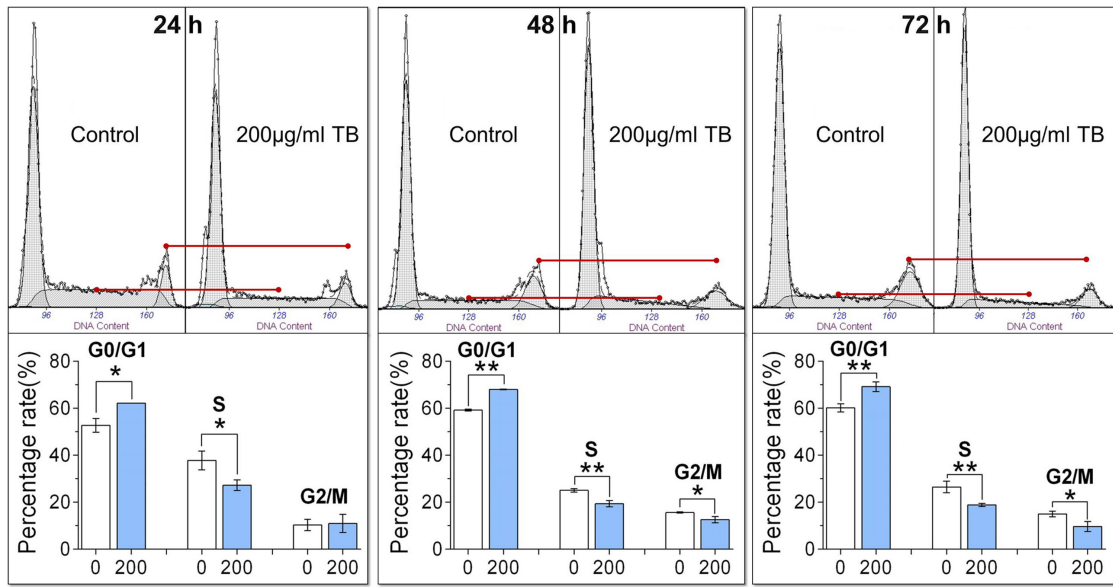 24 h
Control
200µg/ml TB
96 128 160 96 128 160
DNA Content DNA Content
48 h
Control
200µg/ml TB
96 128 160 96 128 160
DNA Content DNA Content
72 h
Control
200µg/ml TB
96 128 160 96 128 160
DNA Content DNA Content
Percentage rate(%)
80
60
40
20
0
G0/G1
*
S
*
G2/M
0 200 0 200 0 200
Percentage rate(%)
80
60
40
20
0
G0/G1
**
S
**
G2/M
*
0 200 0 200 0 200
Percentage rate(%)
80
60
40
20
0
G0/G1
**
S
**
G2/M
*
0 200 0 200 0 200